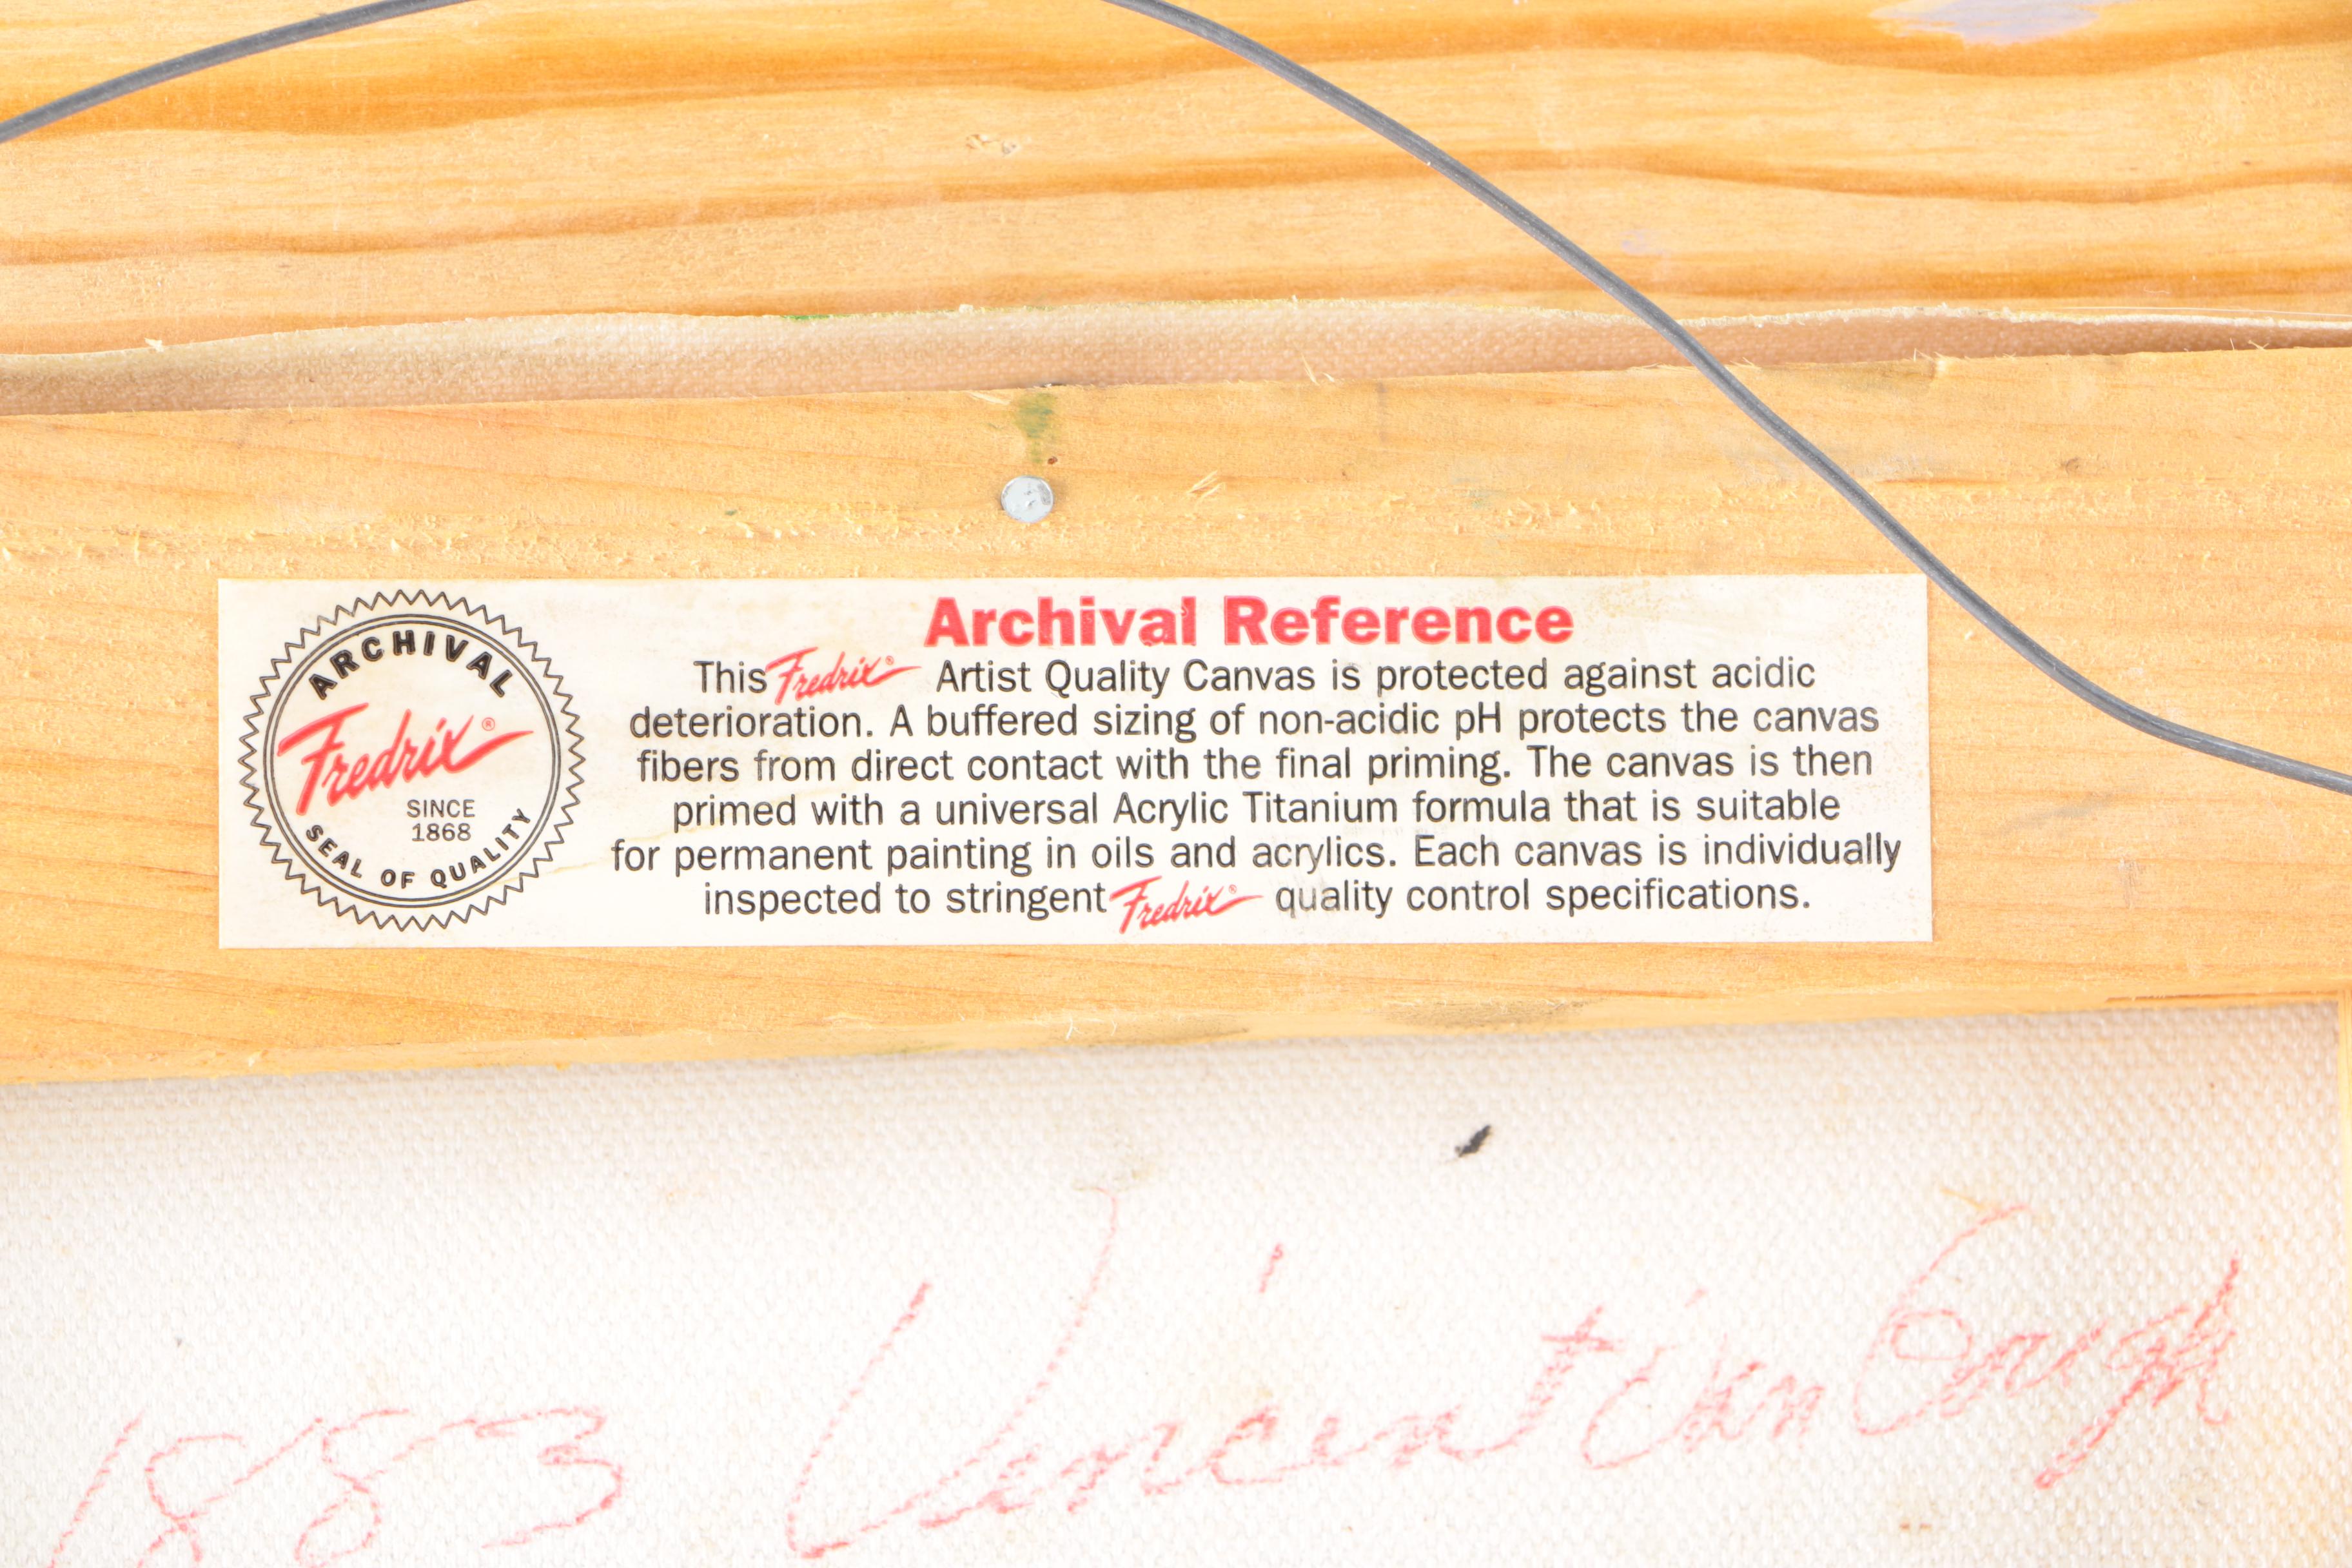 ARCHIVAL
Fredrix®
SINCE
1868
SEAL OF QUALITY
Archival Reference
This Fredrix® Artist Quality Canvas is protected against acidic
deterioration. A buffered sizing of non-acidic pH protects the canvas
fibers from direct contact with the final priming. The canvas is then
primed with a universal Acrylic Titanium formula that is suitable
for permanent painting in oils and acrylics. Each canvas is individually
inspected to stringent Fredrix® quality control specifications.
1883 Vincent